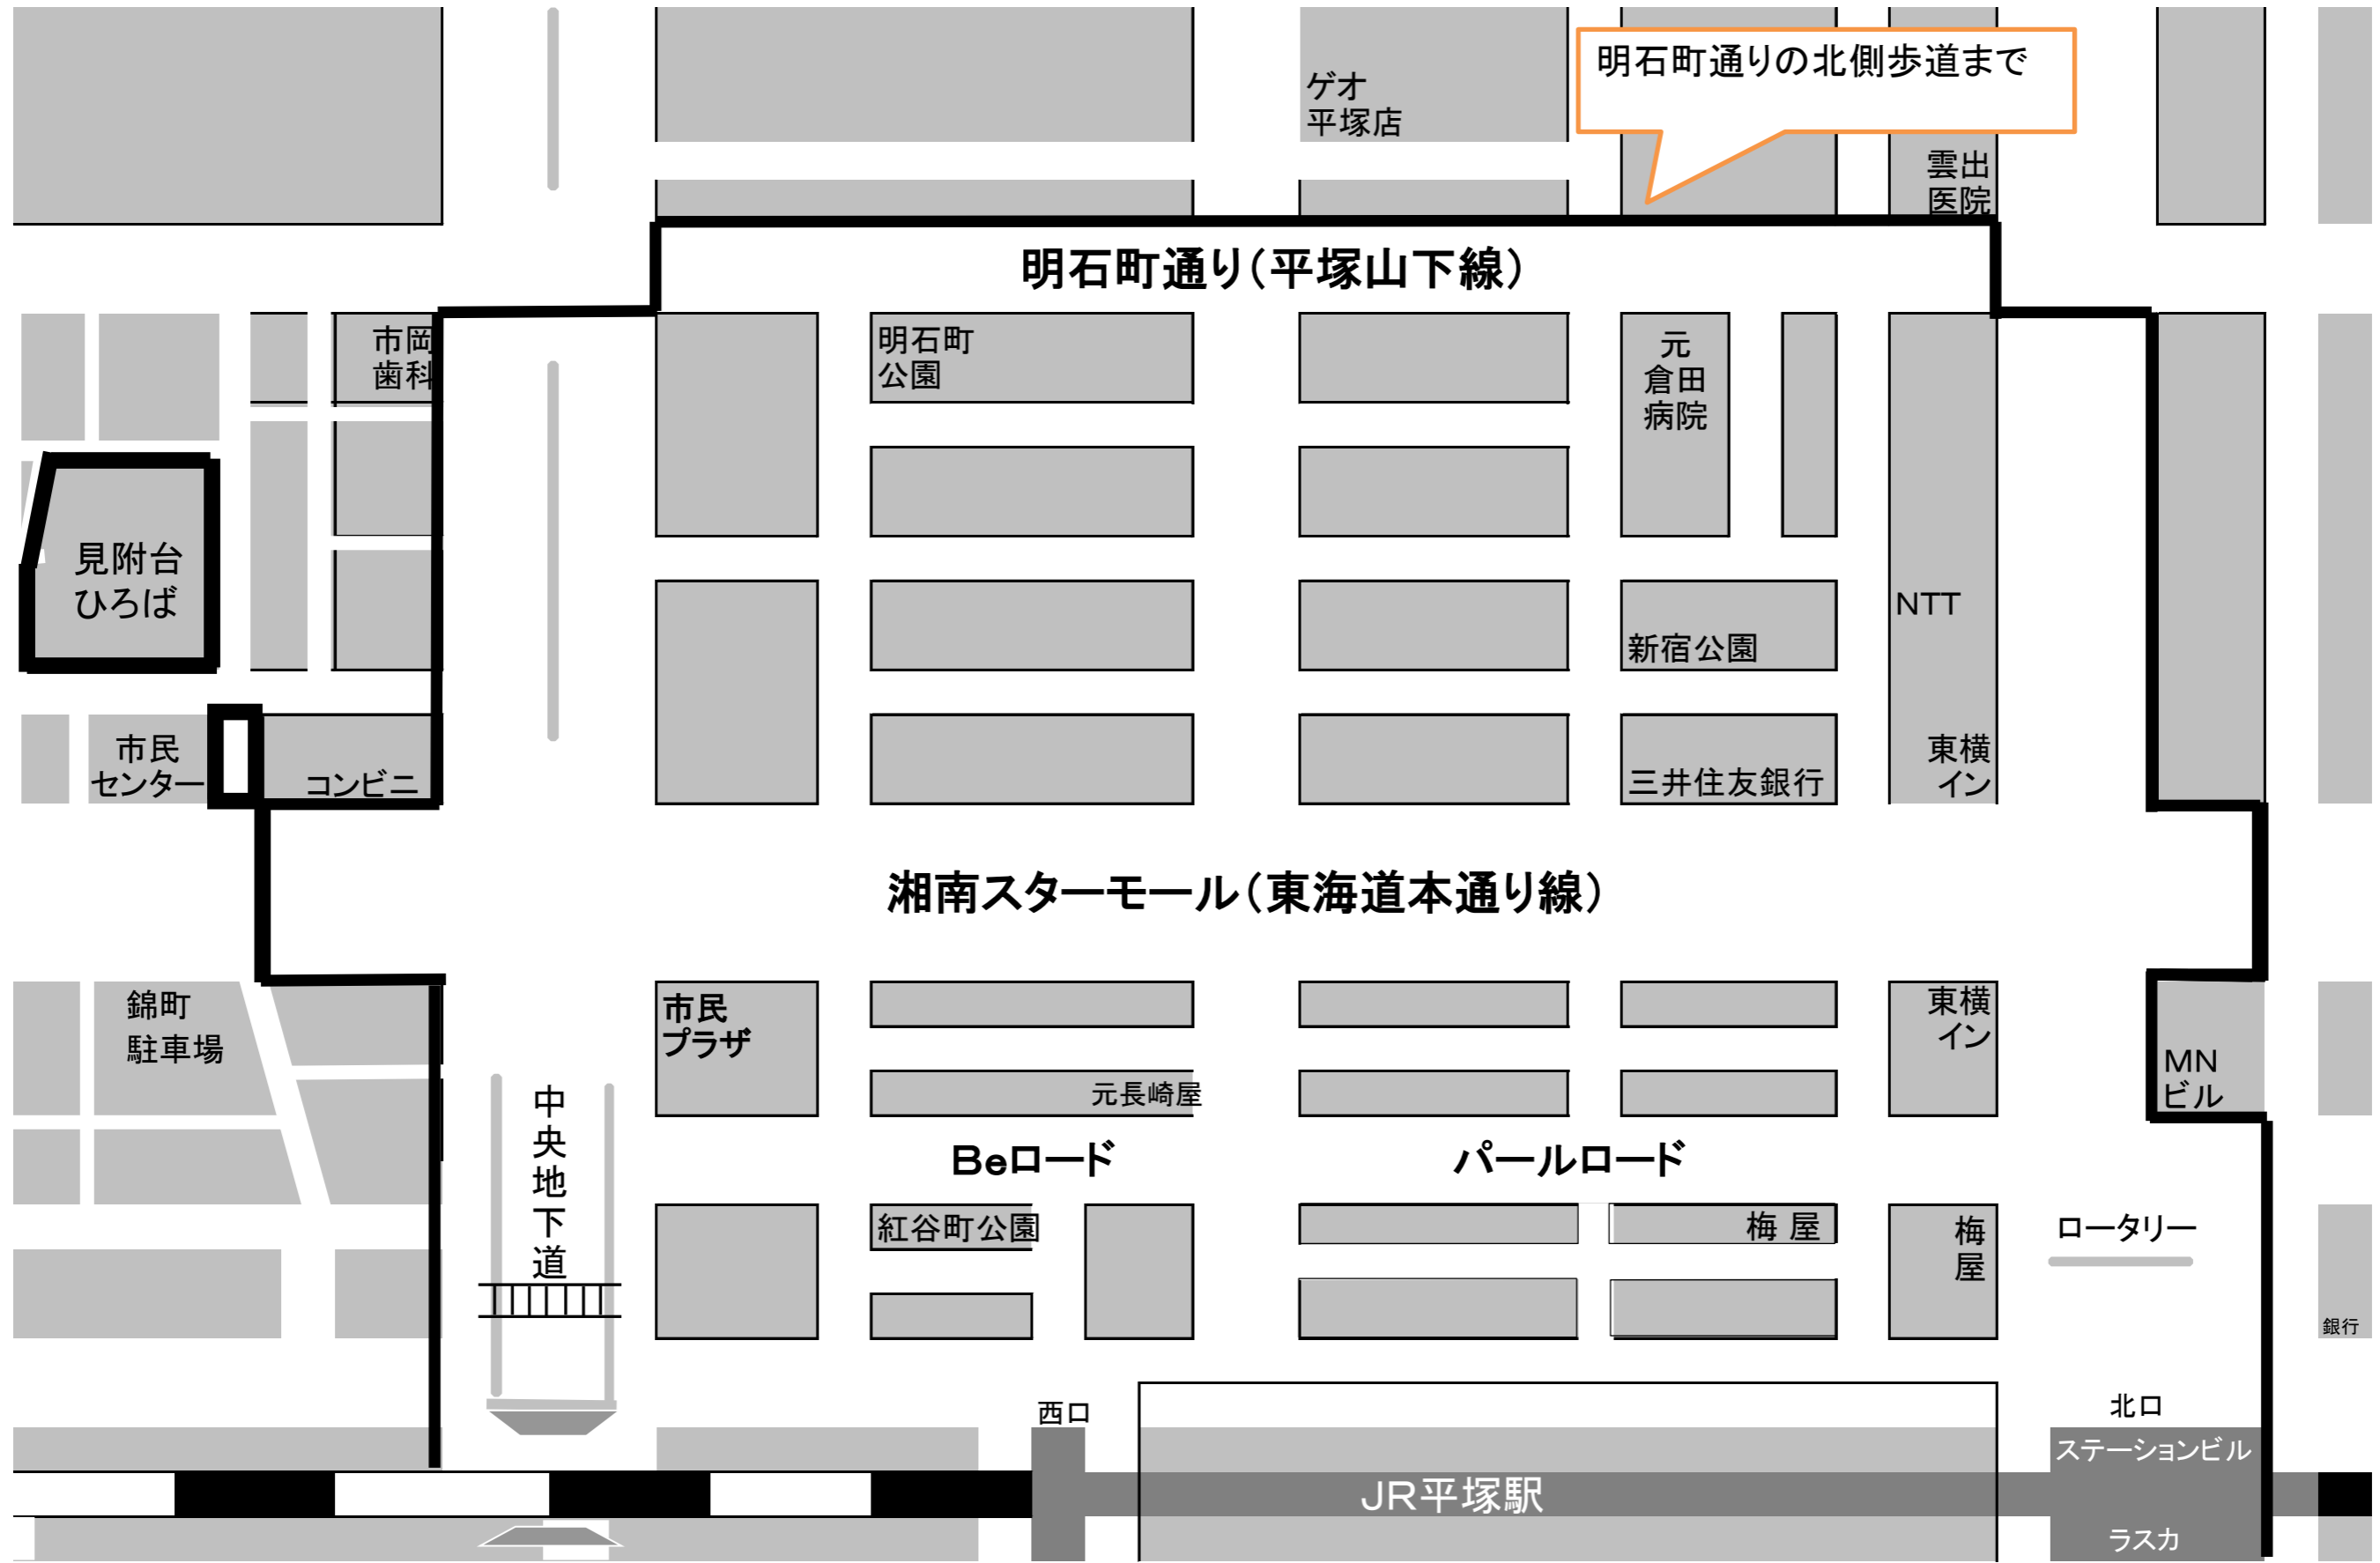 明石町通りの北側歩道まで
ゲオ
平塚店
雲出
医院
明石町通り(平塚山下線)
市岡
歯科
明石町
公園
元
倉田
病院
見附台
ひろば
NTT
新宿公園
市民
センター
コンビニ
三井住友銀行
東横
イン
湘南スターモール(東海道本通り線)
錦町
駐車場
市民
プラザ
東横
イン
MN
ビル
元長崎屋
中央地下道
Beロード
パールロード
紅谷町公園
梅 屋
梅
屋
ロータリー
銀行
西口
北口
ステーションビル
JR平塚駅
ラスカ